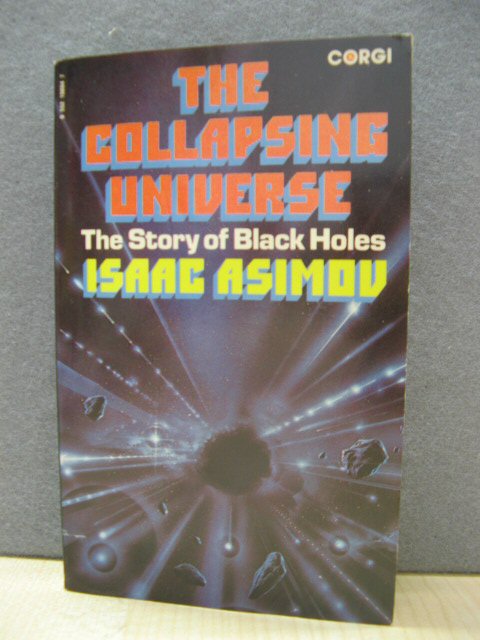 CORGI
THE
COLLAPSING
UNIVERSE
The Story of Black Holes
ISAAC ASIMOV